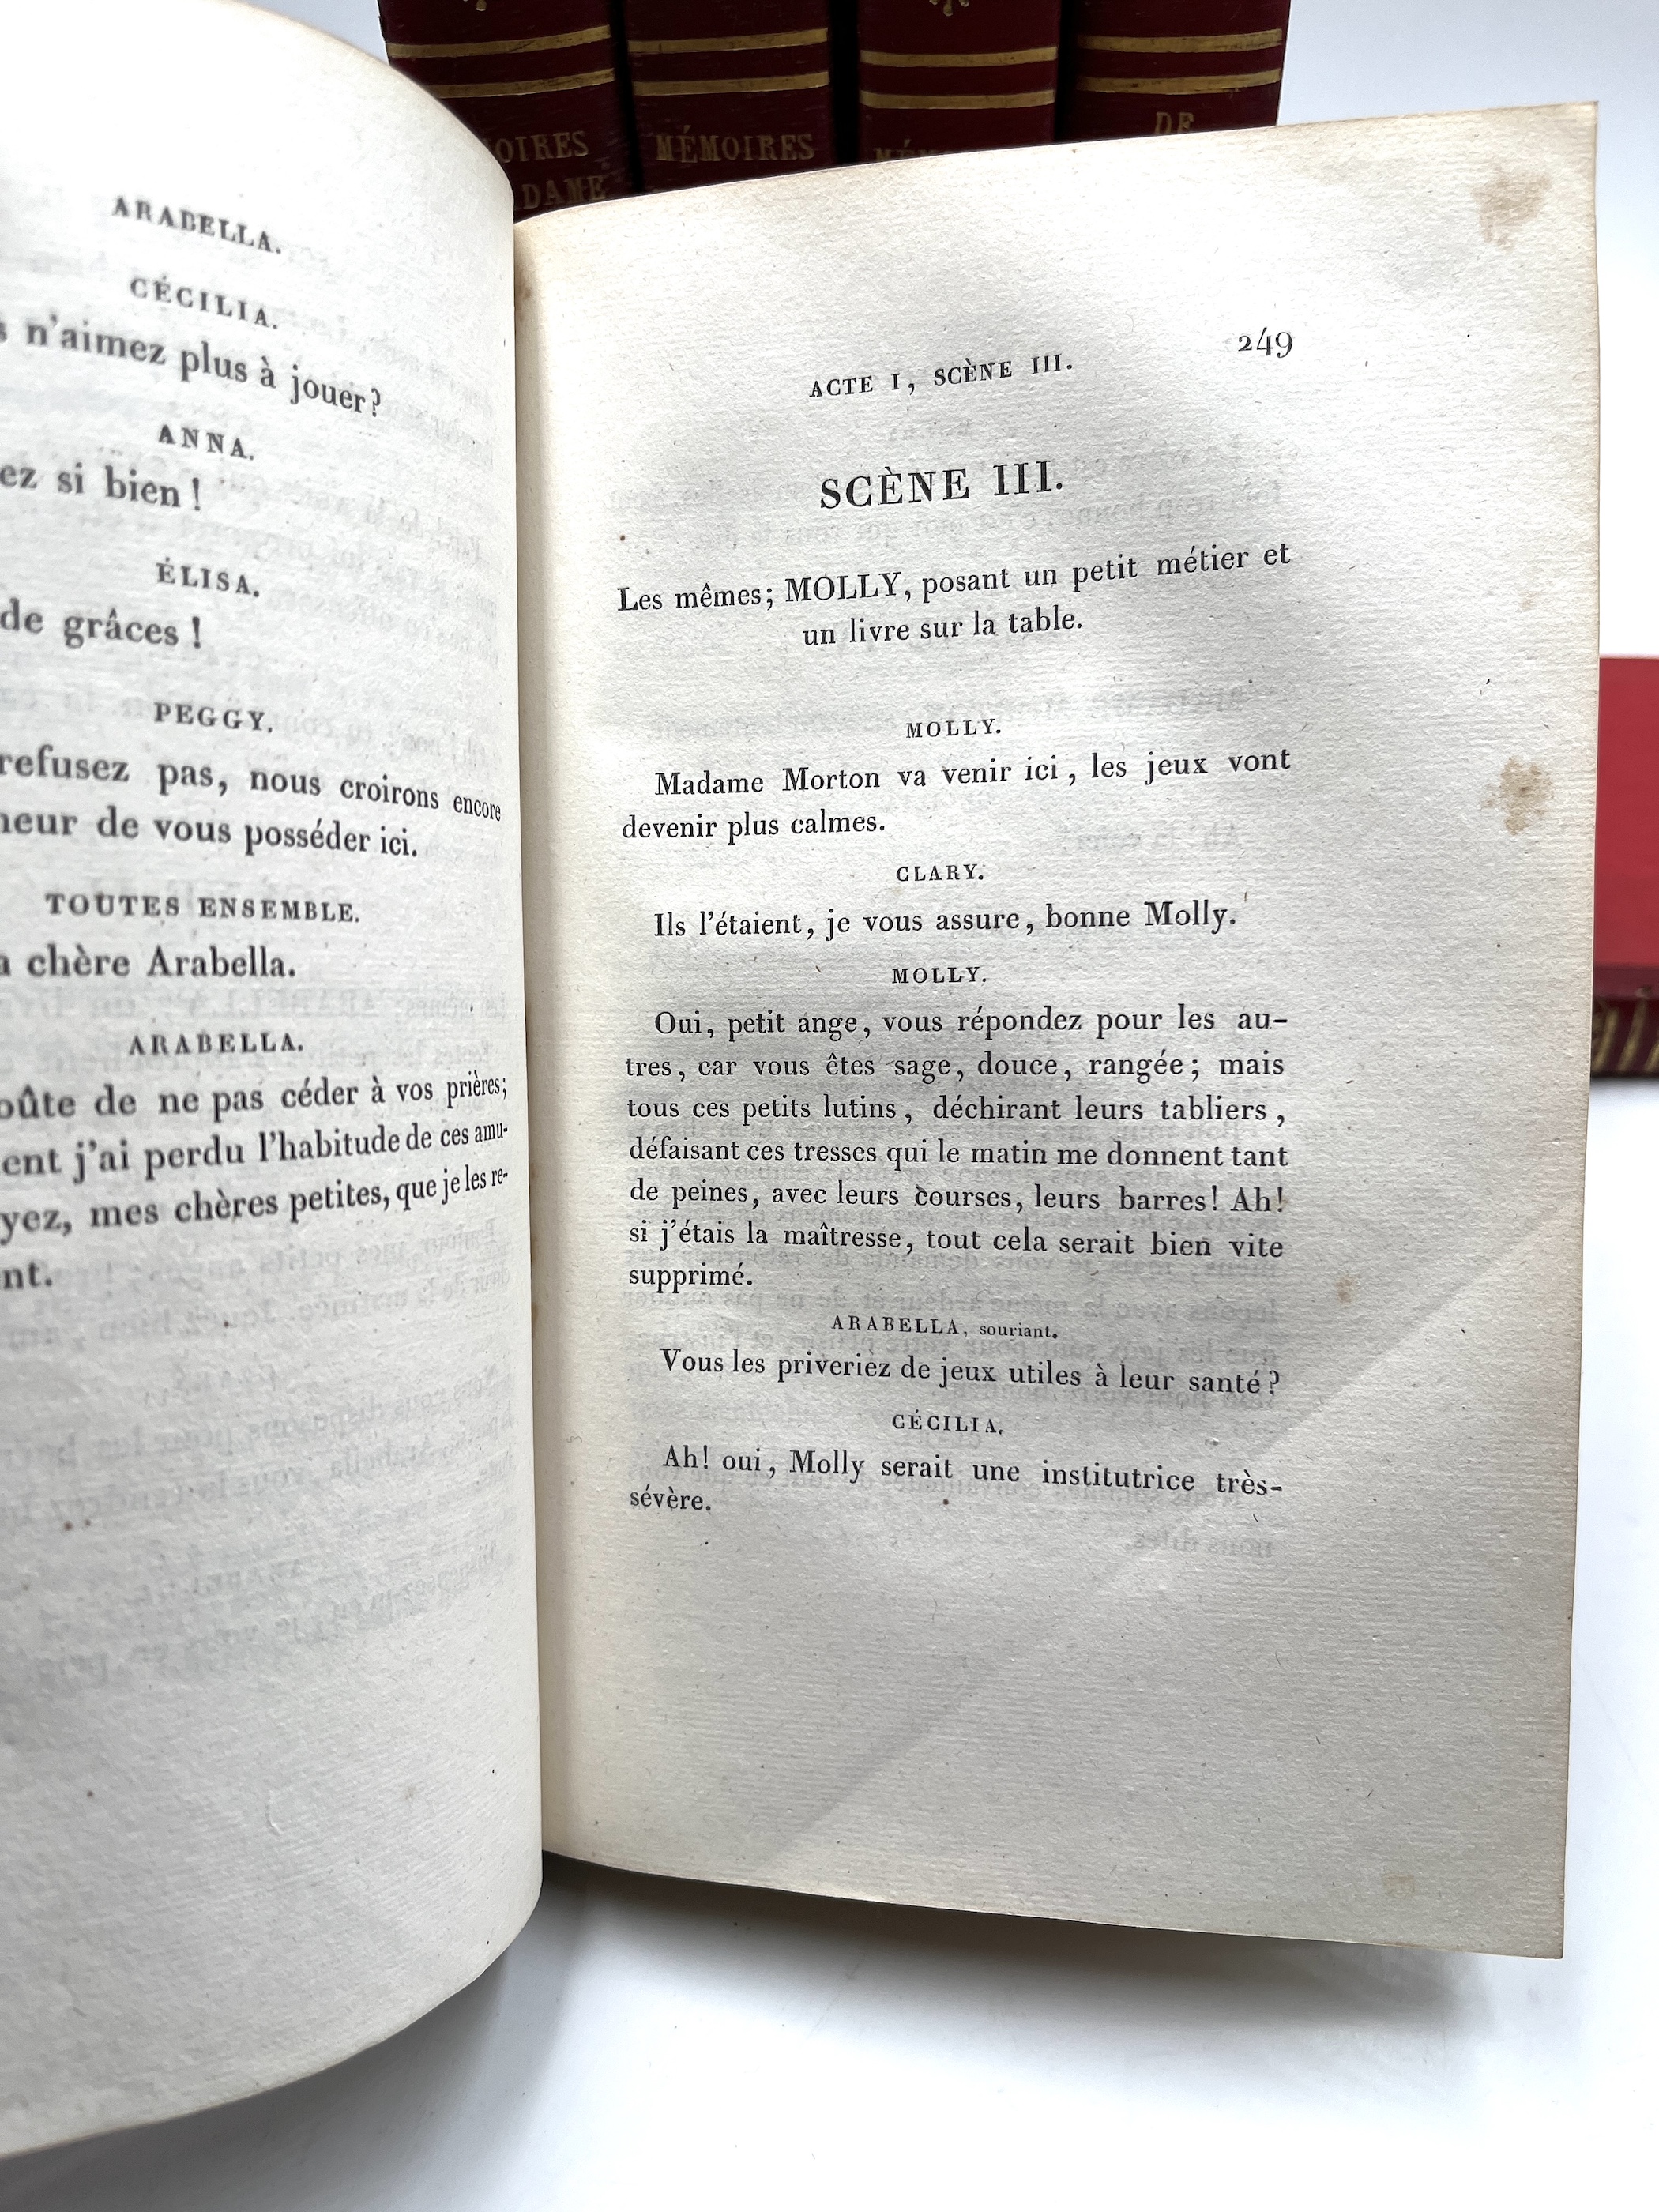 OIRES
DAME
MÉMOIRES
DE
ARABELLA.
CÉCILIA.
n'aimez plus à jouer?
ANNA.
ez si bien!
ÉLISA.
de grâces!
PEGGY.
refusez pas, nous croirons encore
heur de vous posséder ici.
TOUTES ENSEMBLE.
chère Arabella.
ARABELLA.
oûte de ne pas céder à vos prières;
ent j'ai perdu l'habitude de ces amu-
yez, mes chères petites, que je les re-
nt.
249
ACTE I, SCÈNE III.
SCÈNE III.
Les mêmes; MOLLY, posant un petit métier et
un livre sur la table.
MOLLY.
Madame Morton va venir ici, les jeux vont
devenir plus calmes.
CLARY.
Ils l'étaient, je vous assure, bonne Molly.
MOLLY.
Oui, petit ange, vous répondez pour les au-
tres, car vous êtes sage, douce, rangée; mais
tous ces petits lutins, déchirant leurs tabliers,
défaisant ces tresses qui le matin me donnent tant
de peines, avec leurs courses, leurs barres! Ah!
si j'étais la maîtresse, tout cela serait bien vite
supprimé.
ARABELLA, souriant.
Vous les priveriez de jeux utiles à leur santé?
CÉCILIA.
Ah! oui, Molly serait une institutrice très-
sévère.